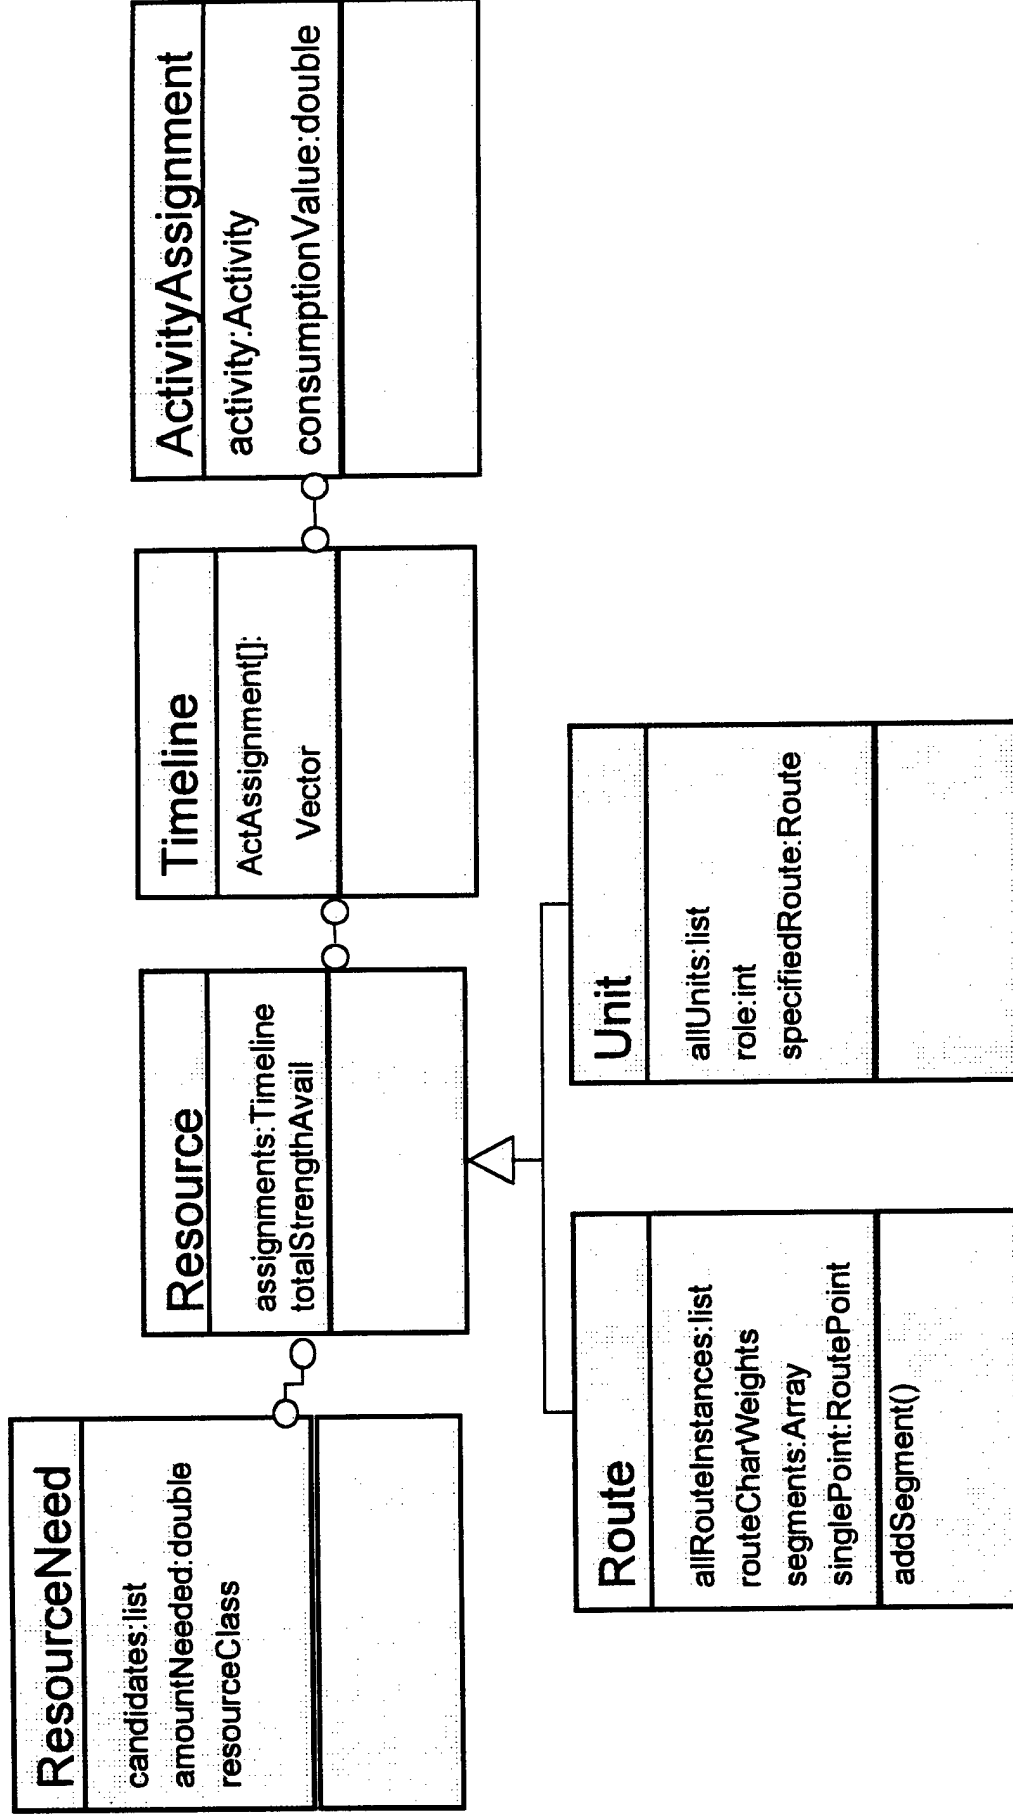 ResourceNeed
candidates:list
amountNeeded:double
resourceClass
Resource
assignments:Timeline
totalStrengthAvail
Timeline
ActAssignment[]:
Vector
ActivityAssignment
activity:Activity
consumptionValue:double
Route
allRouteInstances:list
routeCharWeights
segments:Array
singlePoint:RoutePoint
addSegment()
Unit
allUnits:list
role:int
specifiedRoute:Route